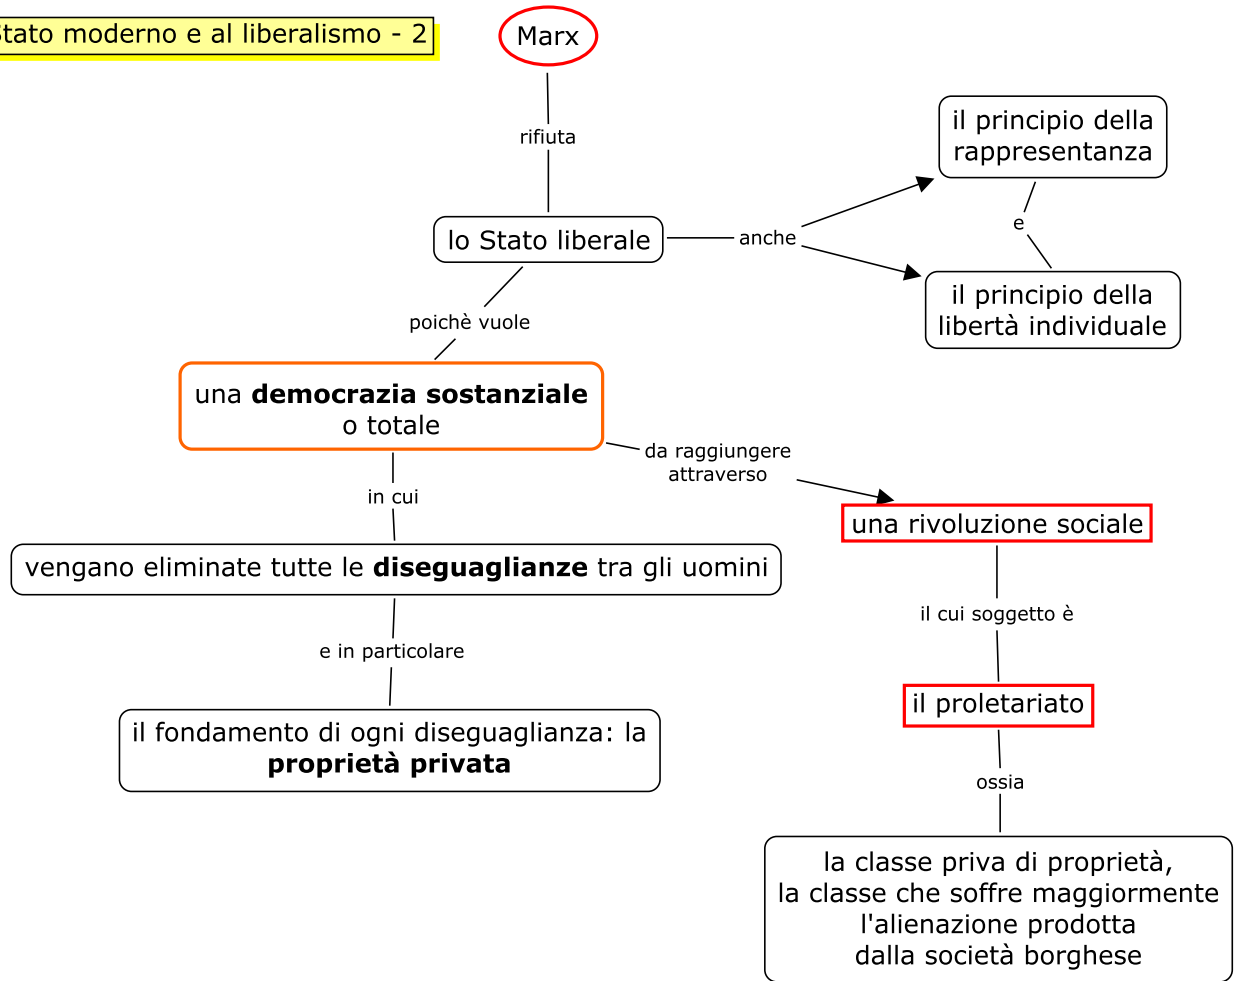 Stato moderno e al liberalismo - 2
Marx
rifiuta
lo Stato liberale
anche
il principio della
rappresentanza
e
il principio della
libertà individuale
poichè vuole
una democrazia sostanziale
o totale
da raggiungere
attraverso
in cui
una rivoluzione sociale
vengano eliminate tutte le diseguaglianze tra gli uomini
il cui soggetto è
e in particolare
il proletariato
il fondamento di ogni diseguaglianza: la
proprietà privata
ossia
la classe priva di proprietà,
la classe che soffre maggiormente
l'alienazione prodotta
dalla società borghese